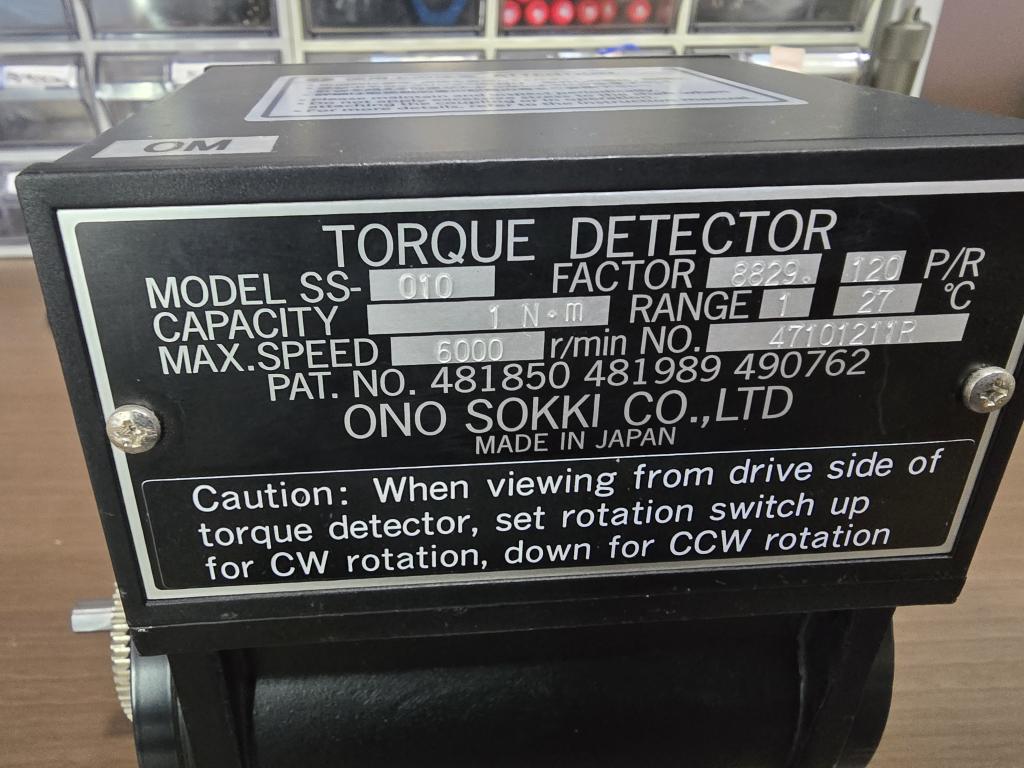 OM
TORQUE DETECTOR
MODEL SS-010 FACTOR 8829. 120 P/R
CAPACITY 1 N·m RANGE 1 27 °C
MAX.SPEED 6000 r/min NO. 47101211R
PAT. NO. 481850 481989 490762
ONO SOKKI CO.,LTD
MADE IN JAPAN
Caution: When viewing from drive side of
torque detector, set rotation switch up
for CW rotation, down for CCW rotation